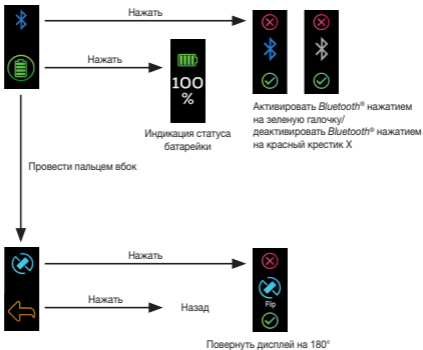 Нажать
Нажать
100
%
Индикация статуса
батарейки
Активировать Bluetooth® нажатием
на зеленую галочку/
деактивировать Bluetooth® нажатием
на красный крестик X
Провести пальцем вбок
Нажать
Нажать
Назад
Flip
Повернуть дисплей на 180°